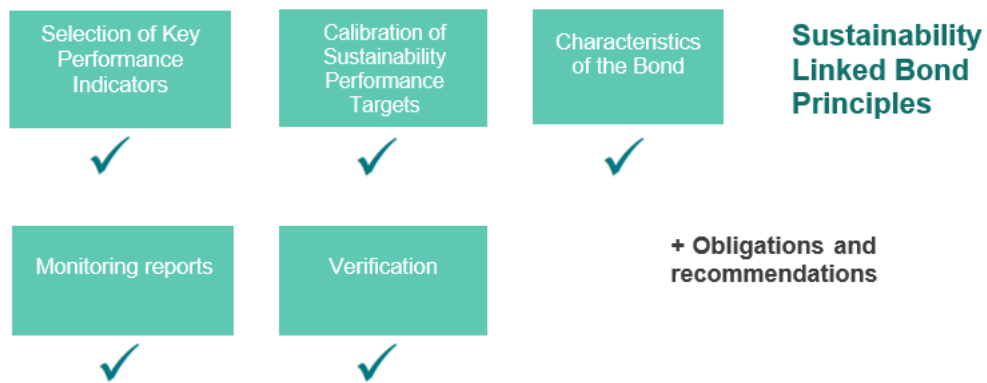 Selection of Key
Performance
Indicators
Calibration of
Sustainability
Performance
Targets
Characteristics
of the Bond
Sustainability
Linked Bond
Principles
Monitoring reports
Verification
+ Obligations and
recommendations